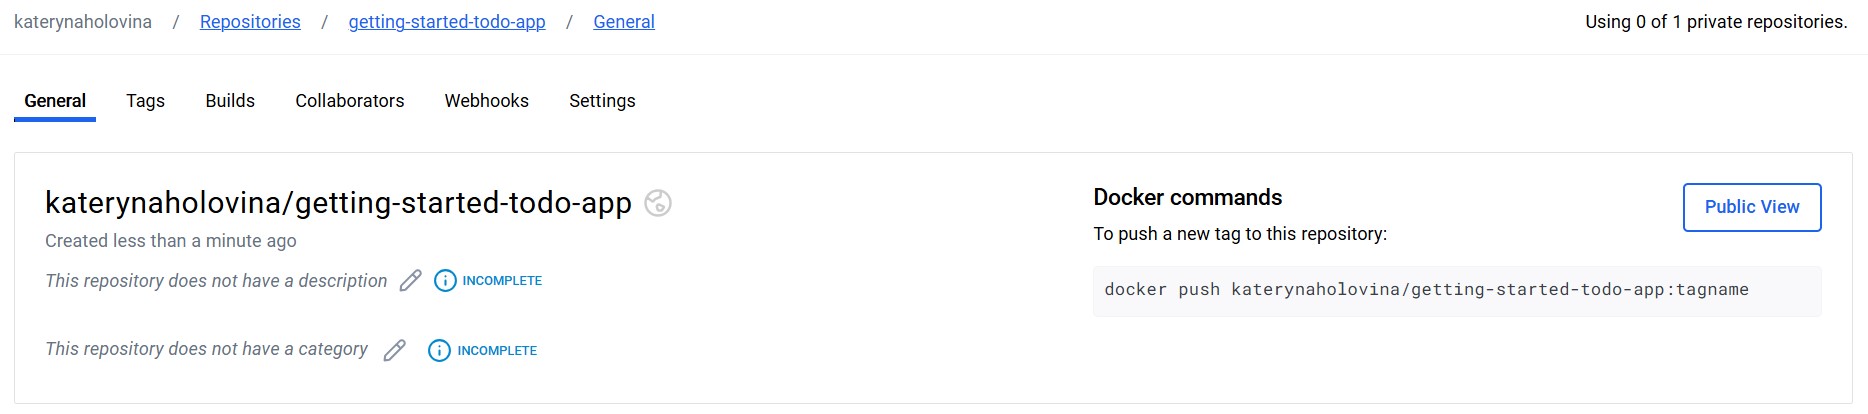 katerynaholovina / Repositories / getting-started-todo-app / General
Using 0 of 1 private repositories.
General Tags Builds Collaborators Webhooks Settings
katerynaholovina/getting-started-todo-app
Created less than a minute ago
This repository does not have a description INCOMPLETE
This repository does not have a category INCOMPLETE
Docker commands
Public View
To push a new tag to this repository:
docker push katerynaholovina/getting-started-todo-app:tagname